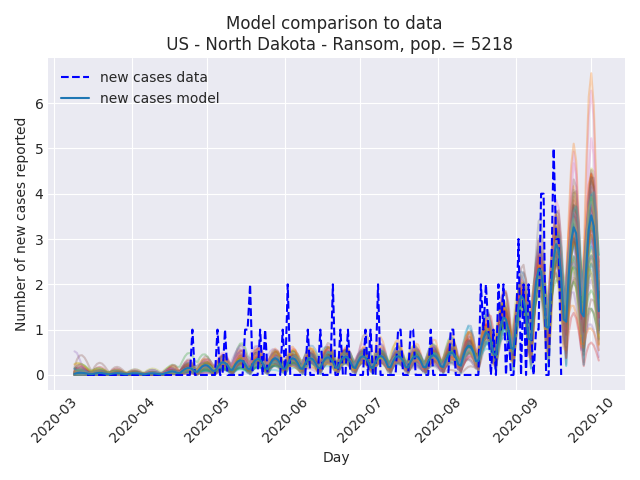 Model comparison to data
US - North Dakota - Ransom, pop. = 5218
new cases data
new cases model
Number of new cases reported
6
5
4
3
2
1
0
2020-03
2020-04
2020-05
2020-06
2020-07
2020-08
2020-09
2020-10
Day